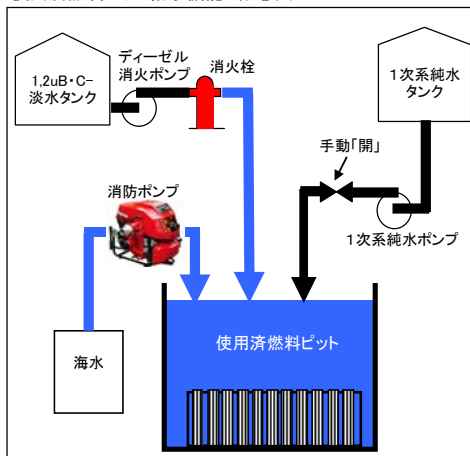 ディーゼル
消火ポンプ
消火栓
1,2uB・C-
淡水タンク
1次系純水
タンク
手動「開」
消防ポンプ
1次系純水ポンプ
海水
使用済燃料ピット